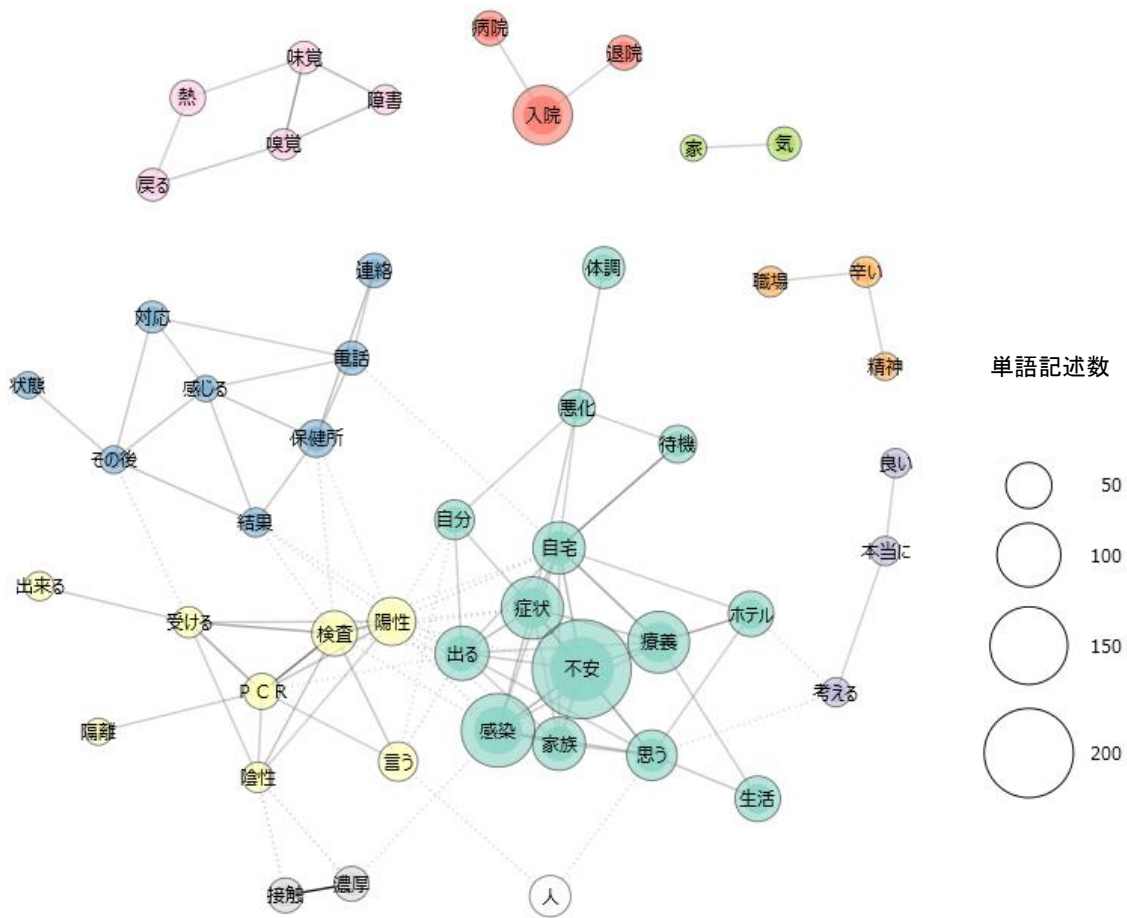 病院
退院
味覚
熱
障害
入院
嗅覚
家
気
戻る
連絡
体調
辛い
職場
対応
電話
精神
単語記述数
状態
感じる
悪化
保健所
待機
その後
良い
50
結果
自分
自宅
本当に
100
出来る
受ける
検査
陽性
症状
ホテル
150
出る
不安
療義
PCR
考える
隔離
感染
家族
言う
思う
200
陰性
生活
接触
濃厚
人